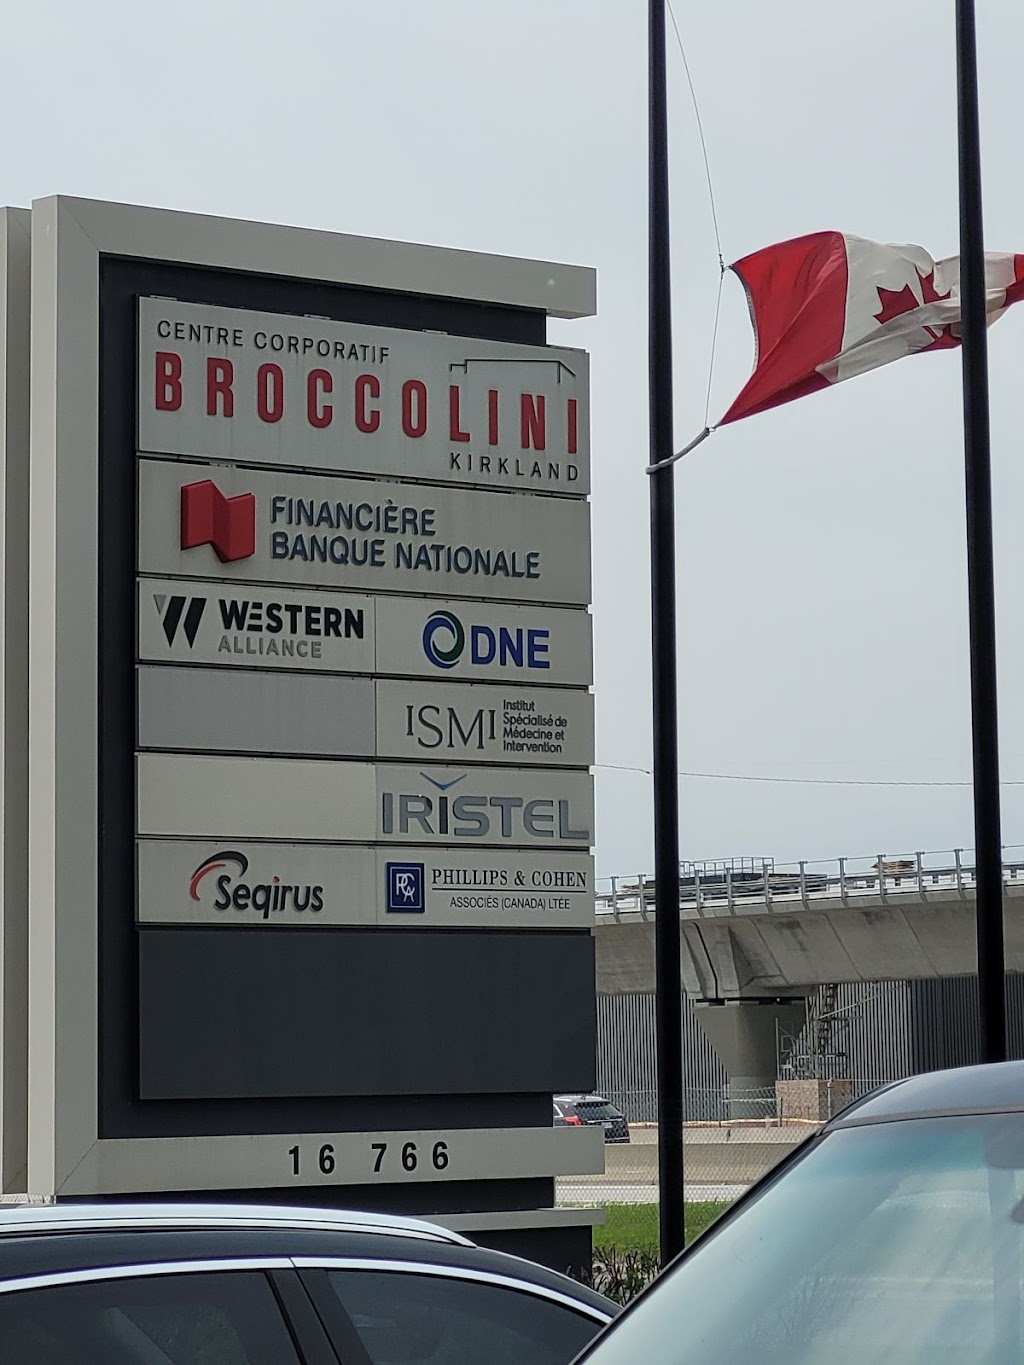 CENTRE CORPORATIF
BROCCOLINI
KIRKLAND
FINANCIÈRE
BANQUE NATIONALE
WESTERN
ALLIANCE
DNE
ISMI
Institut
Spécialisé de
Médecine et
Intervention
IRISTEL
Seqirus
PCA
PHILLIPS & COHEN
ASSOCIÉS (CANADA) LTÉE
16 766